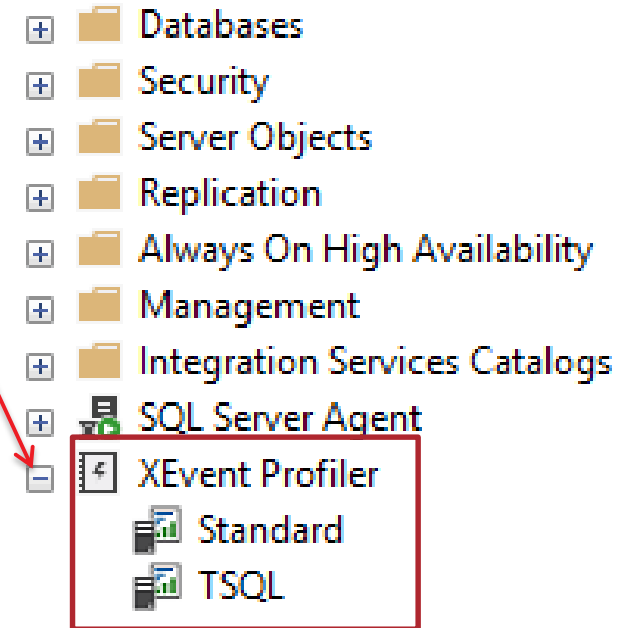 Databases
Security
Server Objects
Replication
Always On High Availability
Management
Integration Services Catalogs
SQL Server Agent
XEvent Profiler
Standard
TSQL